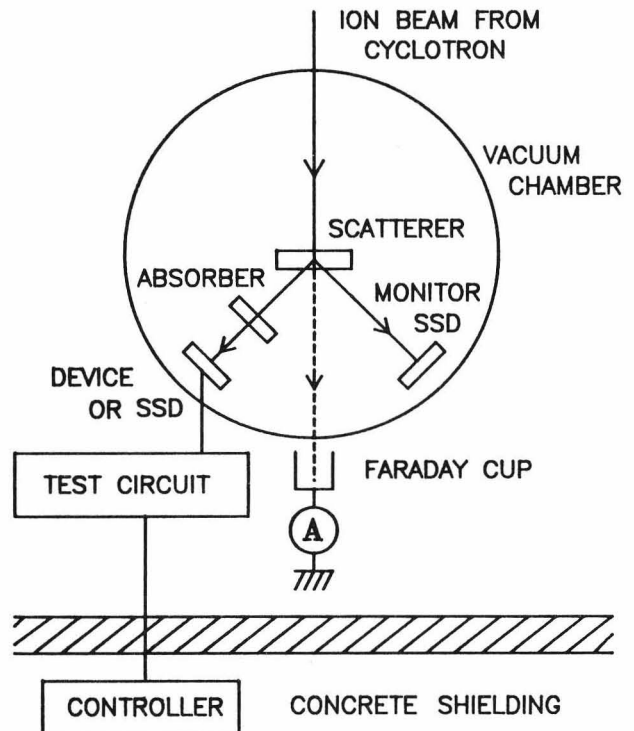 ION BEAM FROM
CYCLOTRON
VACUUM
CHAMBER
SCATTERER
ABSORBER
MONITOR
SSD
DEVICE
OR SSD
TEST CIRCUIT
FARADAY CUP
A
CONTROLLER
CONCRETE SHIELDING